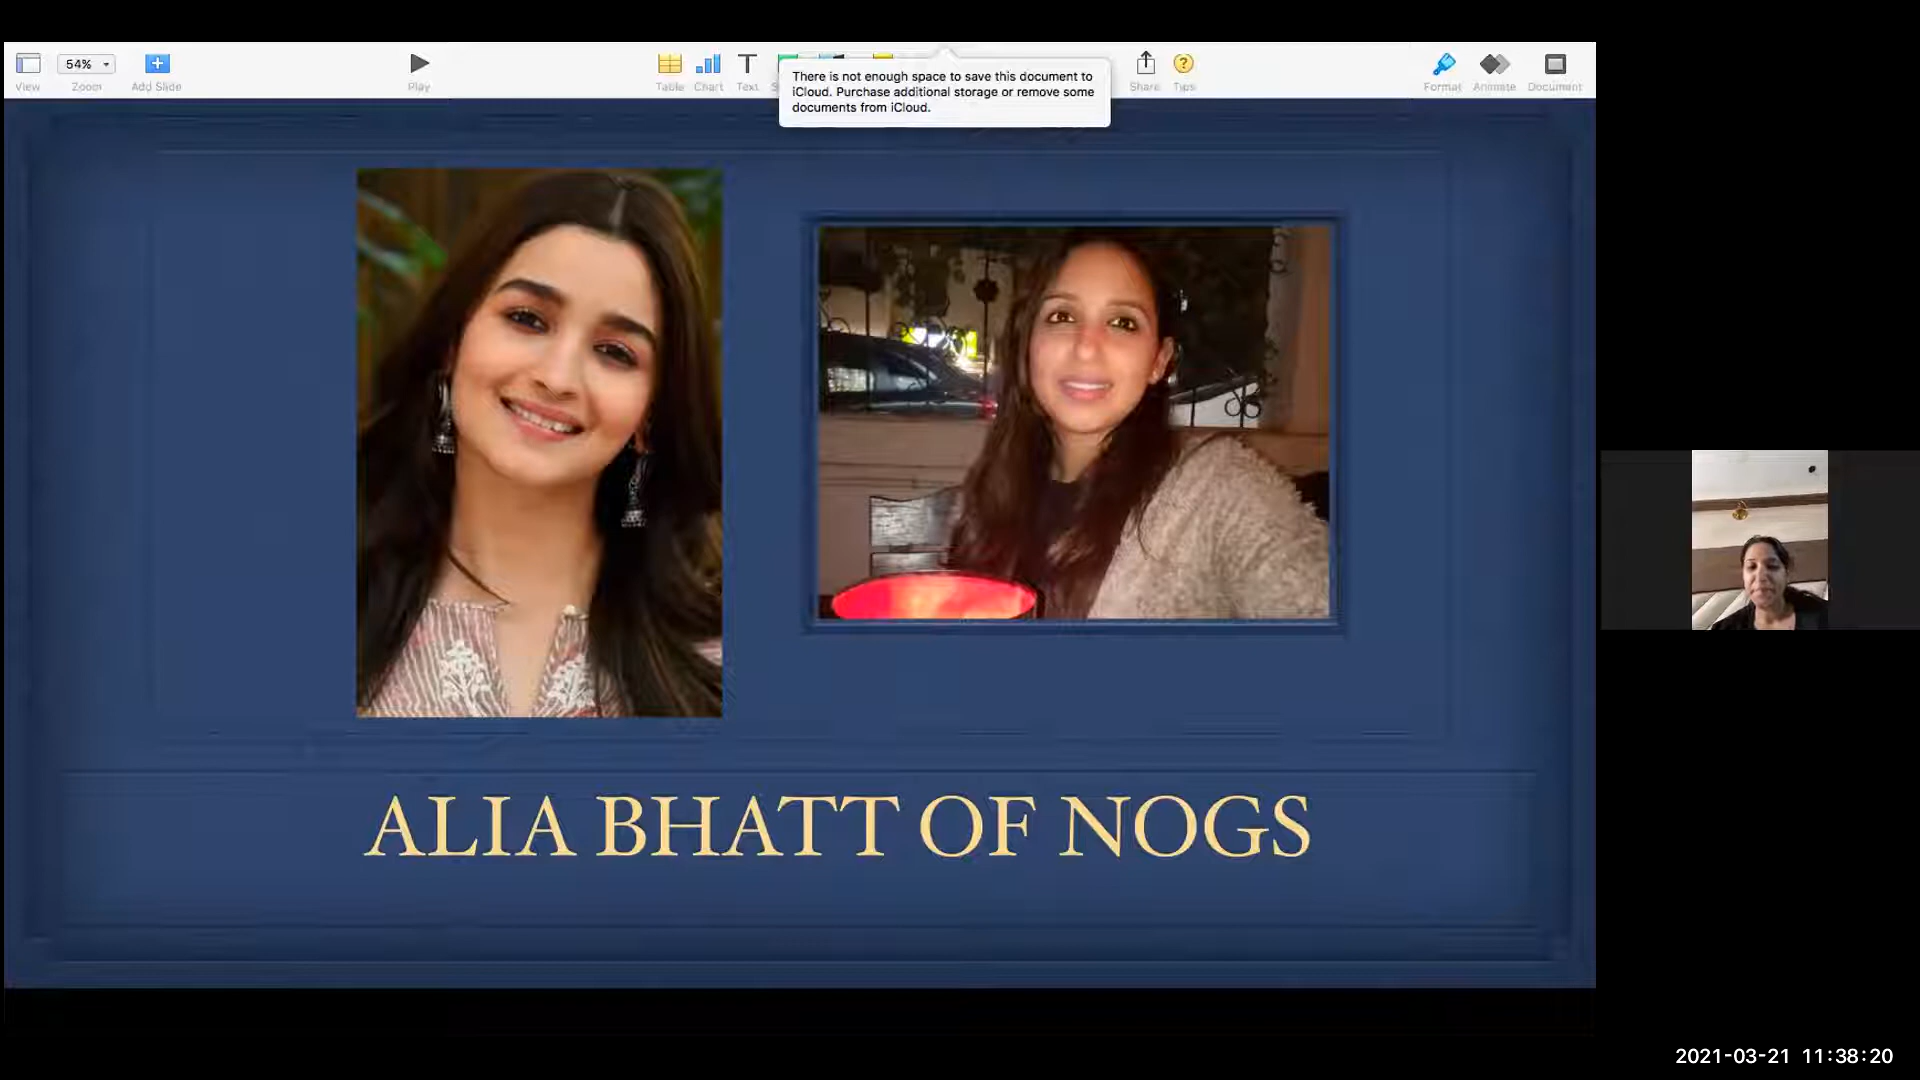 54%
View
Zoom
Add Slide
Play
Table
Chart
Text
There is not enough space to save this document to
iCloud. Purchase additional storage or remove some
documents from iCloud.
Share
Tips
Format
Animate
Document
ALIA BHATT OF NOGS
2021-03-21 11:38:20